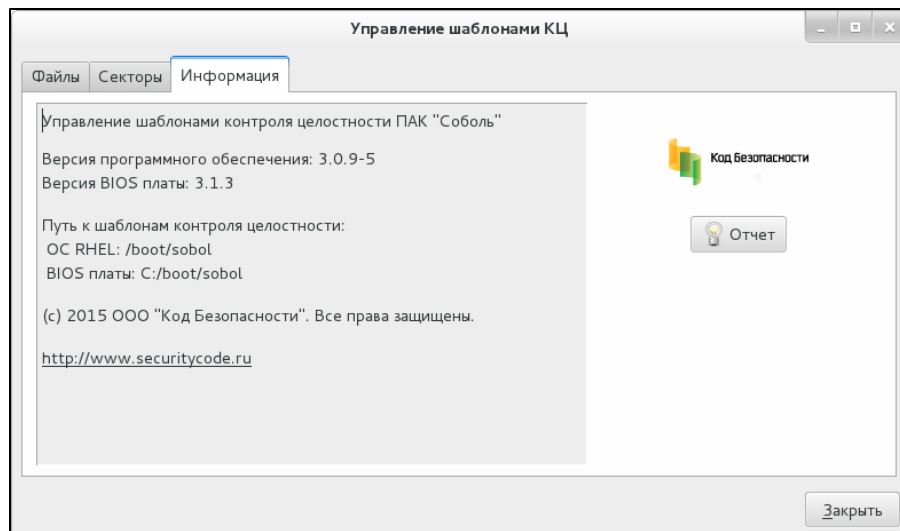 Управление шаблонами КЦ
Файлы Секторы Информация
Управление шаблонами контроля целостности ПАК "Соболь"
Версия программного обеспечения: 3.0.9-5
Версия BIOS платы: 3.1.3
Путь к шаблонам контроля целостности:
ОС RHEL: /boot/sobol
BIOS платы: C:/boot/sobol
(c) 2015 ООО "Код Безопасности". Все права защищены.
http://www.securitycode.ru
Код Безопасности
Отчет
Закрыть